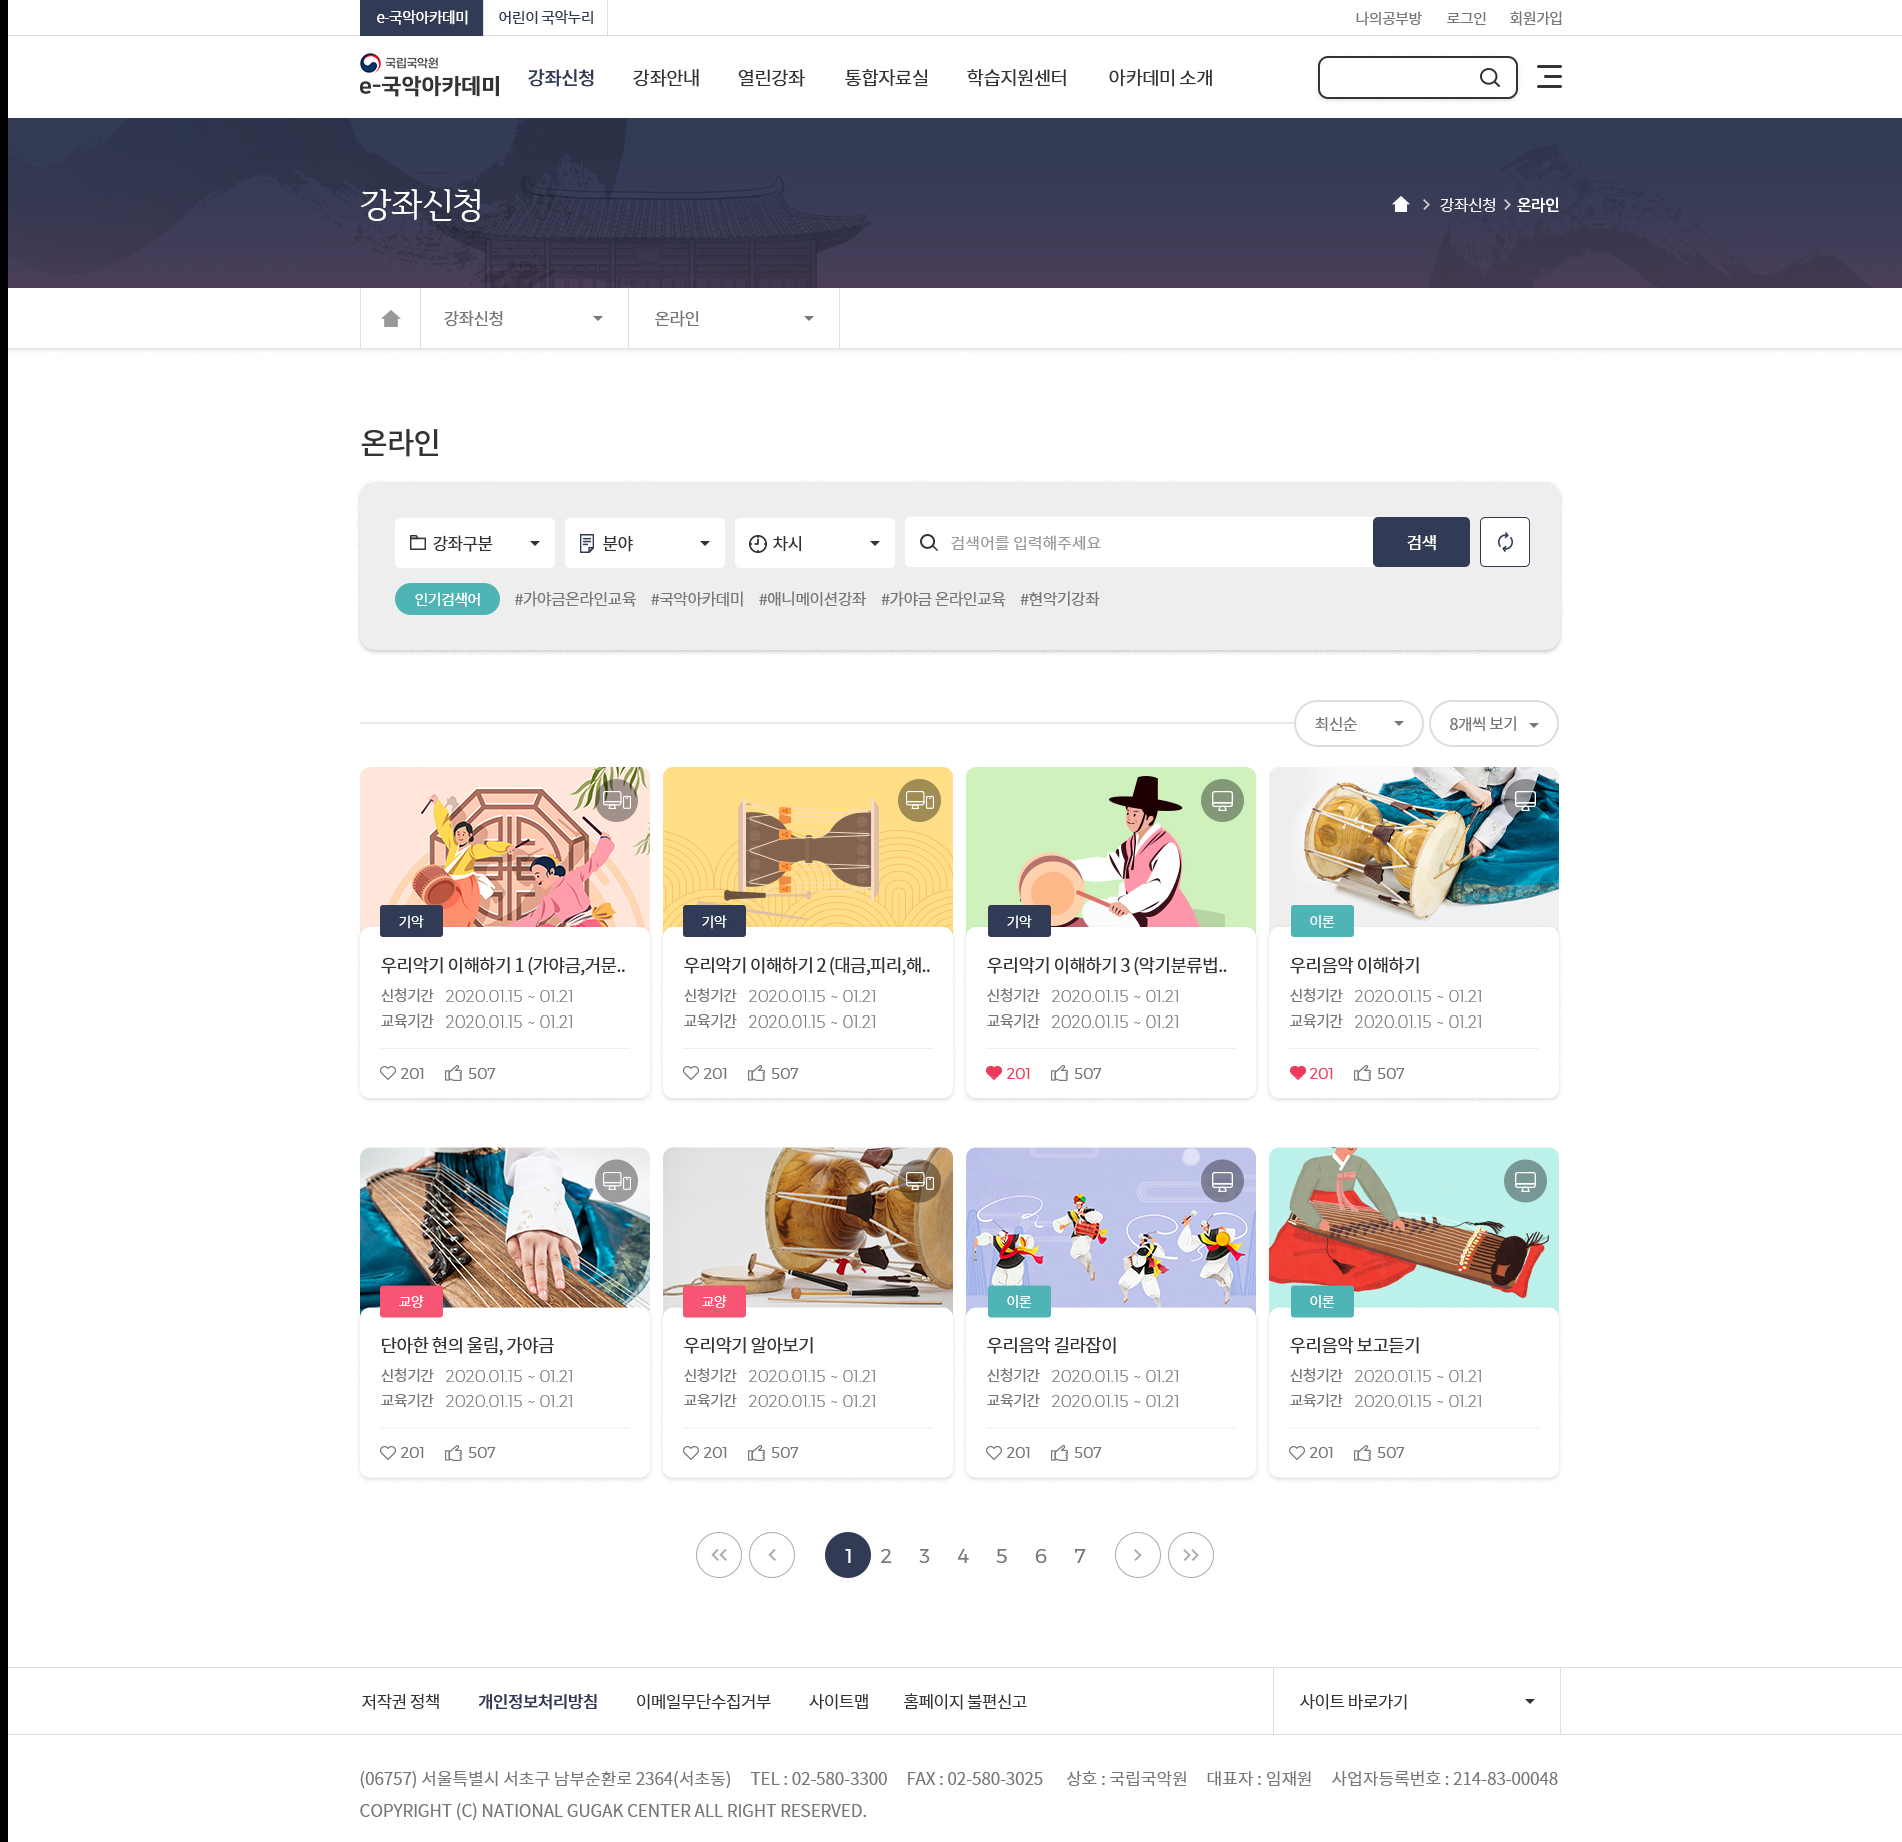 e-국악아카데미 어린이 국악누리 나의공부방 로그인 회원가입
국립국악원
e-국악아카데미 강좌신청 강좌안내 열린강좌 통합자료실 학습지원센터 아카데미 소개
강좌신청
강좌신청 온라인
강좌신청 온라인
온라인
강좌구분 분야 차시 검색어를 입력해주세요 검색
인기검색어 #가야금온라인교육 #국악아카데미 #애니메이션강좌 #가야금 온라인교육 #현악기강좌
최신순 8개씩 보기
기악
우리악기 이해하기 1 (가야금,거문..
신청기간 2020.01.15 ~ 01.21
교육기간 2020.01.15 ~ 01.21
201 507
기악
우리악기 이해하기 2 (대금,피리,해..
신청기간 2020.01.15 ~ 01.21
교육기간 2020.01.15 ~ 01.21
201 507
기악
우리악기 이해하기 3 (악기분류법..
신청기간 2020.01.15 ~ 01.21
교육기간 2020.01.15 ~ 01.21
201 507
이론
우리음악 이해하기
신청기간 2020.01.15 ~ 01.21
교육기간 2020.01.15 ~ 01.21
201 507
교양
단아한 현의 울림, 가야금
신청기간 2020.01.15 ~ 01.21
교육기간 2020.01.15 ~ 01.21
201 507
교양
우리악기 알아보기
신청기간 2020.01.15 ~ 01.21
교육기간 2020.01.15 ~ 01.21
201 507
이론
우리음악 길라잡이
신청기간 2020.01.15 ~ 01.21
교육기간 2020.01.15 ~ 01.21
201 507
이론
우리음악 보고듣기
신청기간 2020.01.15 ~ 01.21
교육기간 2020.01.15 ~ 01.21
201 507
1 2 3 4 5 6 7
저작권 정책 개인정보처리방침 이메일무단수집거부 사이트맵 홈페이지 불편신고 사이트 바로가기
(06757) 서울특별시 서초구 남부순환로 2364(서초동) TEL : 02-580-3300 FAX : 02-580-3025 상호 : 국립국악원 대표자 : 임재원 사업자등록번호 : 214-83-00048
COPYRIGHT (C) NATIONAL GUGAK CENTER ALL RIGHT RESERVED.